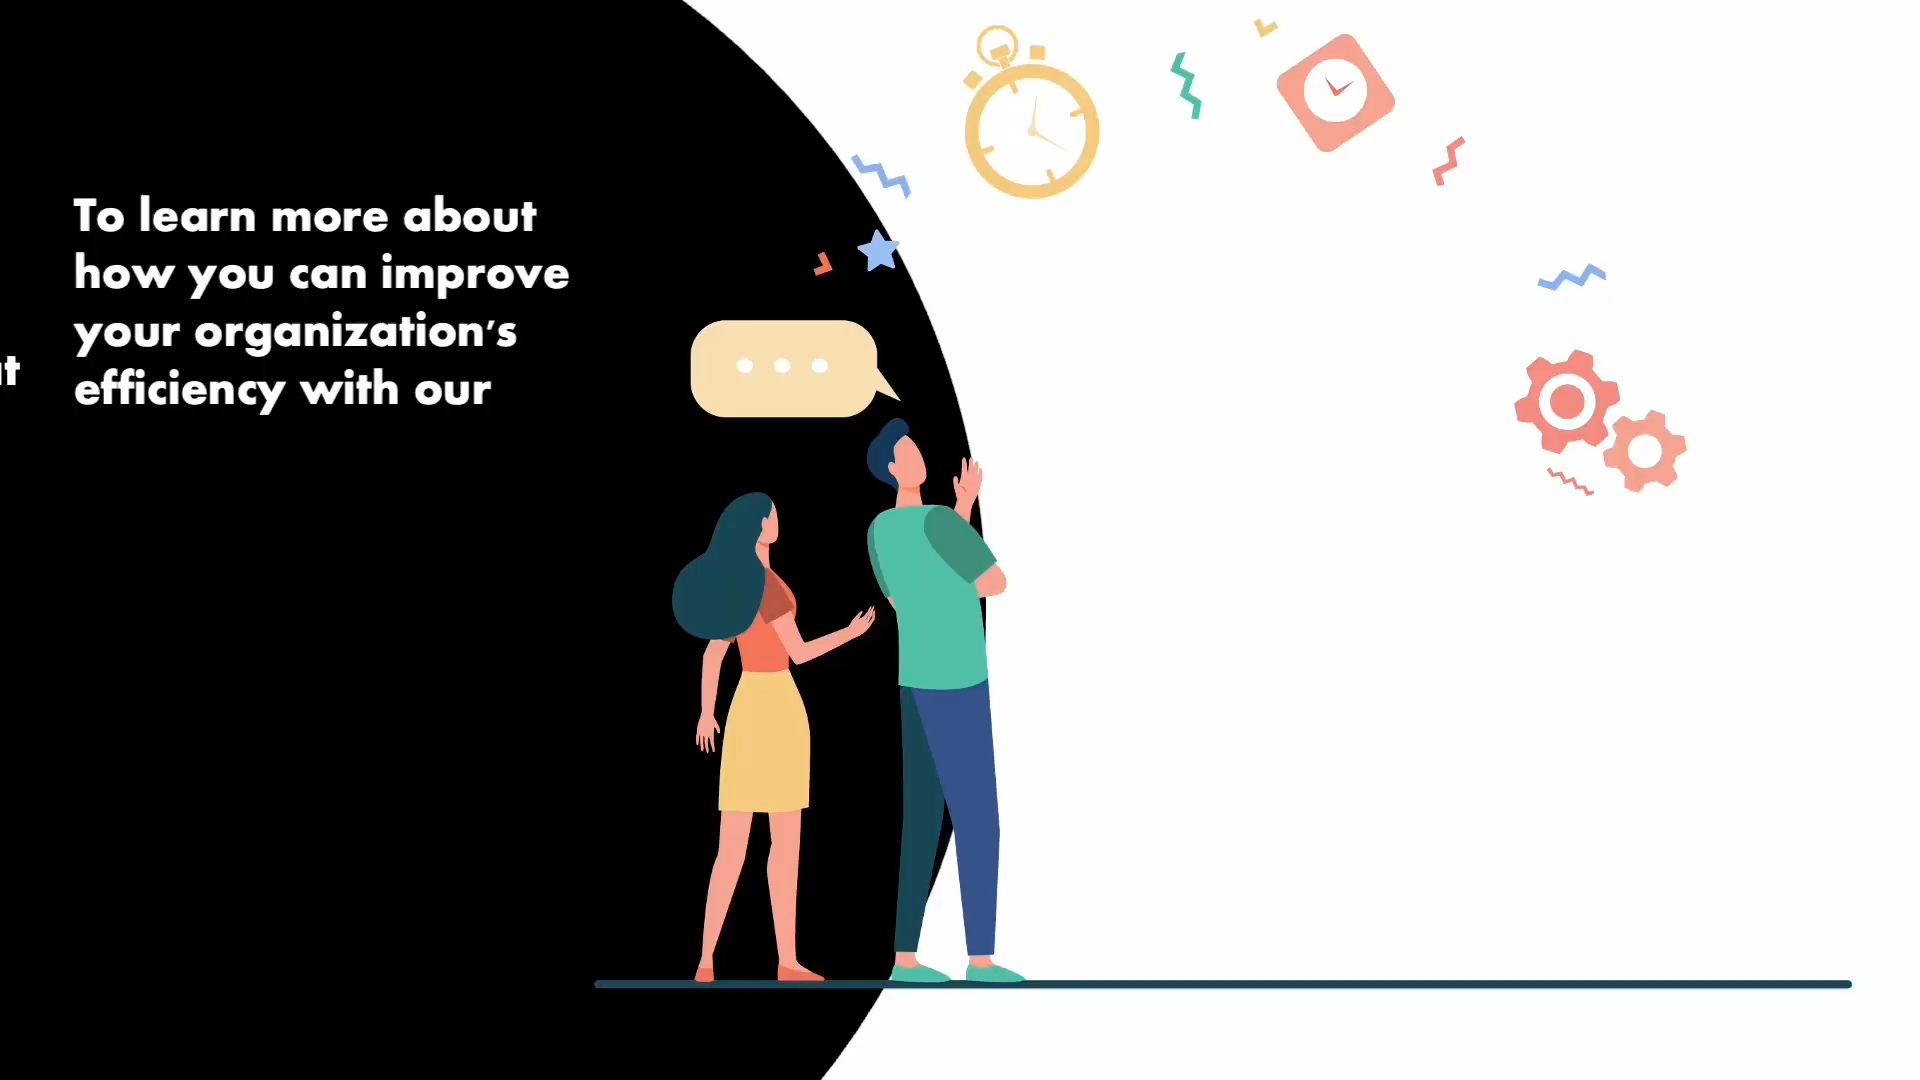 To learn more about
how you can improve
your organization's
efficiency with our